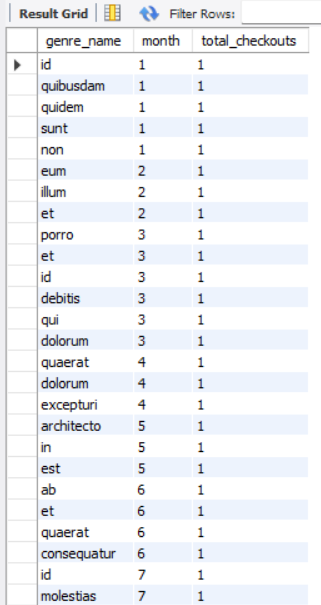 Result Grid Filter Rows:
genre_name month total_checkouts
id 1 1
quibusdam 1 1
quidem 1 1
sunt 1 1
non 1 1
eum 2 1
illum 2 1
et 2 1
porro 3 1
et 3 1
id 3 1
debitis 3 1
qui 3 1
dolorum 3 1
quaerat 4 1
dolorum 4 1
excepturi 4 1
architecto 5 1
in 5 1
est 5 1
ab 6 1
et 6 1
quaerat 6 1
consequatur 6 1
id 7 1
molestias 7 1